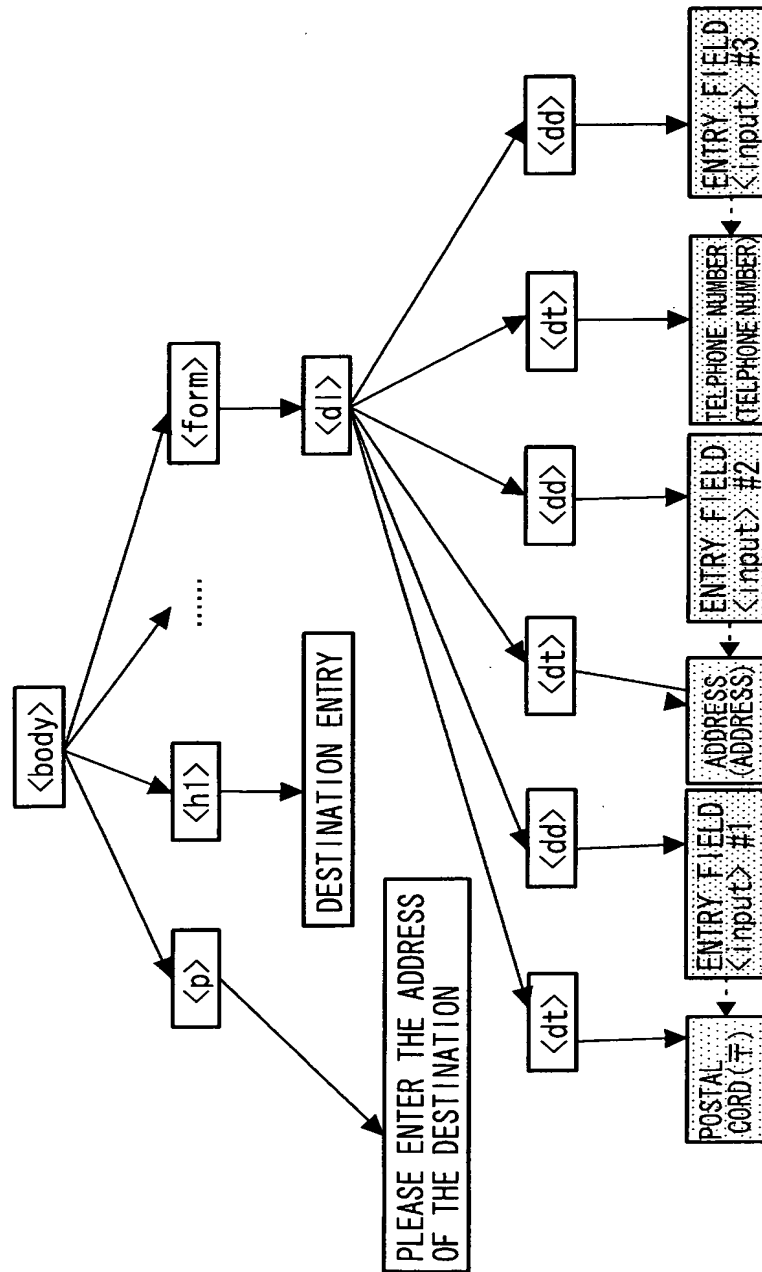 <body>
<p>
<h1>
......
<form>
PLEASE ENTER THE ADDRESS
OF THE DESTINATION
DESTINATION ENTRY
<dl>
<dt>
<dd>
<dt>
<dd>
<dt>
<dd>
POSTAL
CORD(〒)
ENTRY FIELD
<input> #1
ADDRESS
(ADDRESS)
ENTRY FIELD
<input> #2
TELPHONE NUMBER
(TELPHONE NUMBER)
ENTRY FIELD
<input> #3